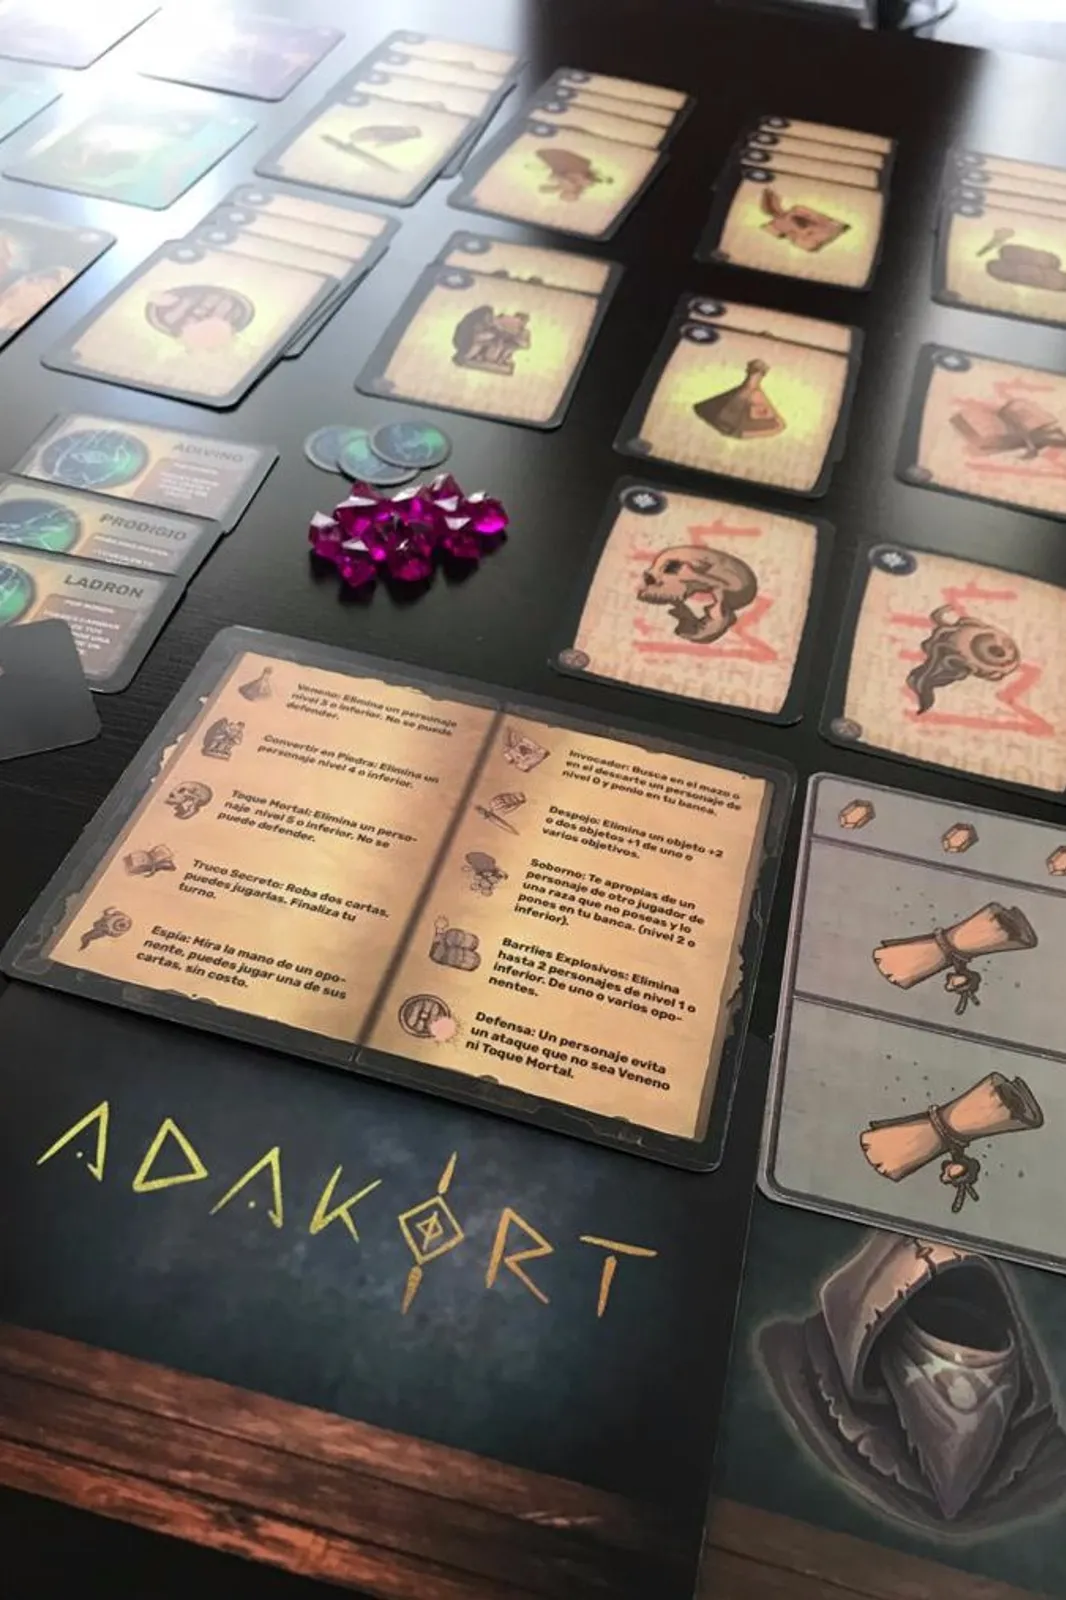 ADIVINO
PRODIGIO
LADRON
Veneno: Elimina un personaje
nivel 5 o inferior. No se puede
defender.
Convertir en Piedra: Elimina un
personaje nivel 4 o inferior.
Toque Mortal: Elimina un perso-
naje nivel 5 o inferior. No se
puede defender.
Truco Secreto: Roba dos cartas,
puedes jugarlas. Finaliza tu
turno.
Espía: Mira la mano de un opo-
nente, puedes jugar una de sus
cartas, sin costo.
Invocador: Busca en el mazo o
en el descarte un personaje de
nivel 0 y ponlo en tu banca.
Despojo: Elimina un objeto +2
o dos objetos +1 de uno o
varios objetivos.
Soborno: Te apropias de un
personaje de otro jugador de
una raza que no poseas y lo
pones en tu banca. (nivel 2 o
inferior).
Barriles Explosivos: Elimina
hasta 2 personajes de nivel 1 o
inferior. De uno o varios opo-
nentes.
Defensa: Un personaje evita
un ataque que no sea Veneno
ni Toque Mortal.
ADAKORT